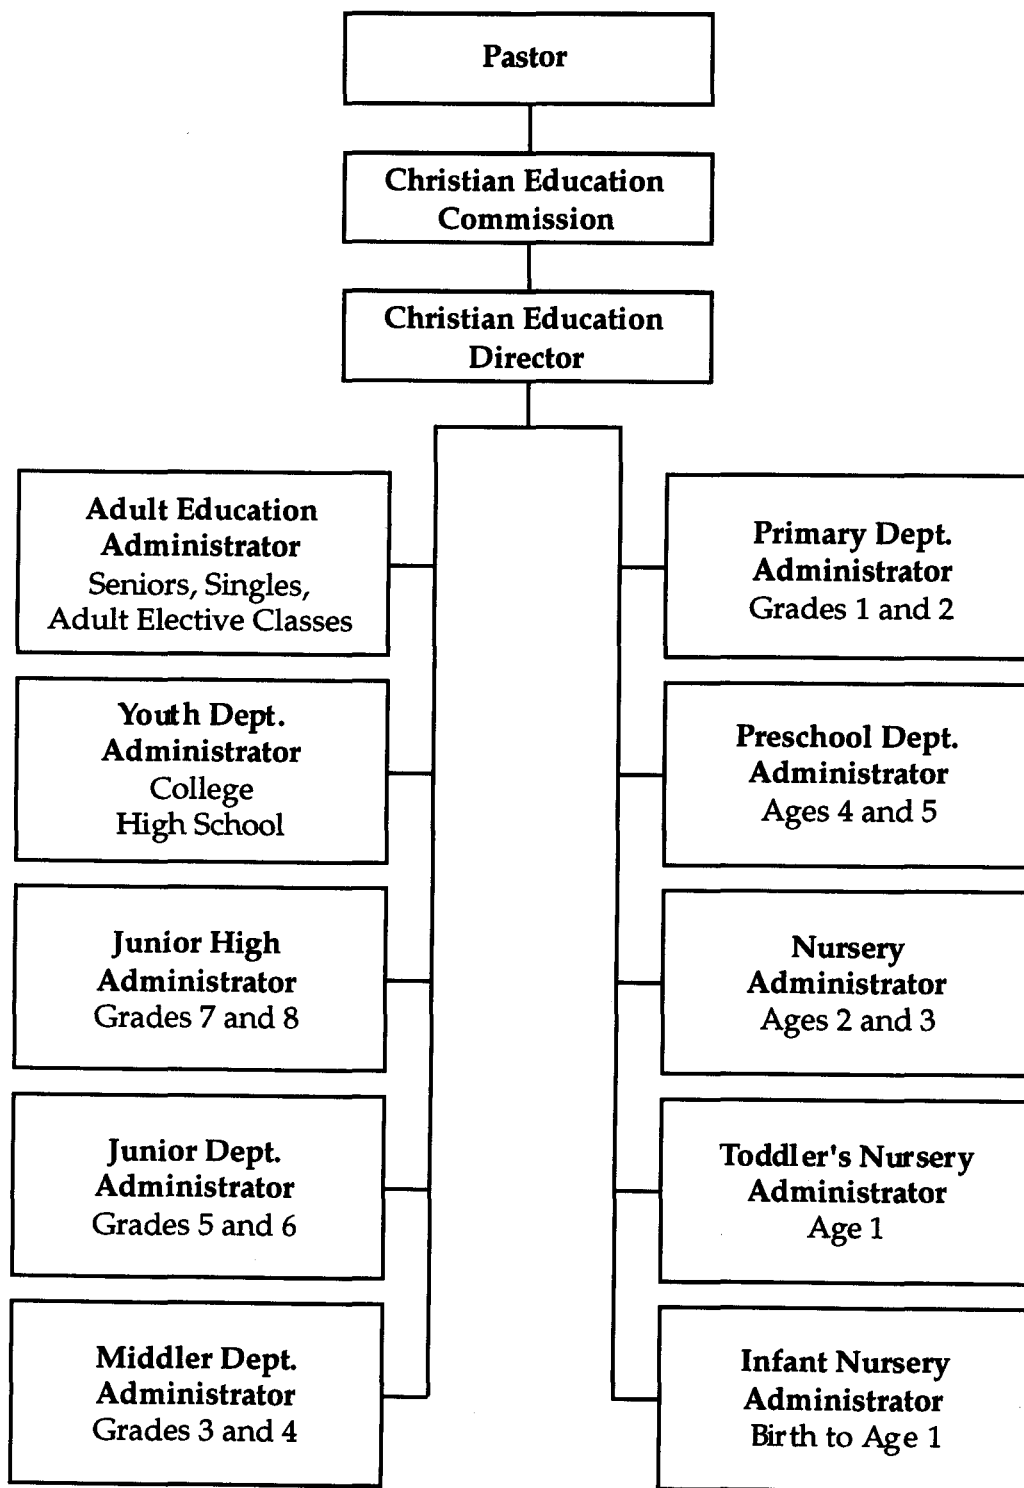 Pastor
Christian Education
Commission
Christian Education
Director
Adult Education
Administrator
Seniors, Singles,
Adult Elective Classes
Youth Dept.
Administrator
College
High School
Junior High
Administrator
Grades 7 and 8
Junior Dept.
Administrator
Grades 5 and 6
Middler Dept.
Administrator
Grades 3 and 4
Primary Dept.
Administrator
Grades 1 and 2
Preschool Dept.
Administrator
Ages 4 and 5
Nursery
Administrator
Ages 2 and 3
Toddler's Nursery
Administrator
Age 1
Infant Nursery
Administrator
Birth to Age 1